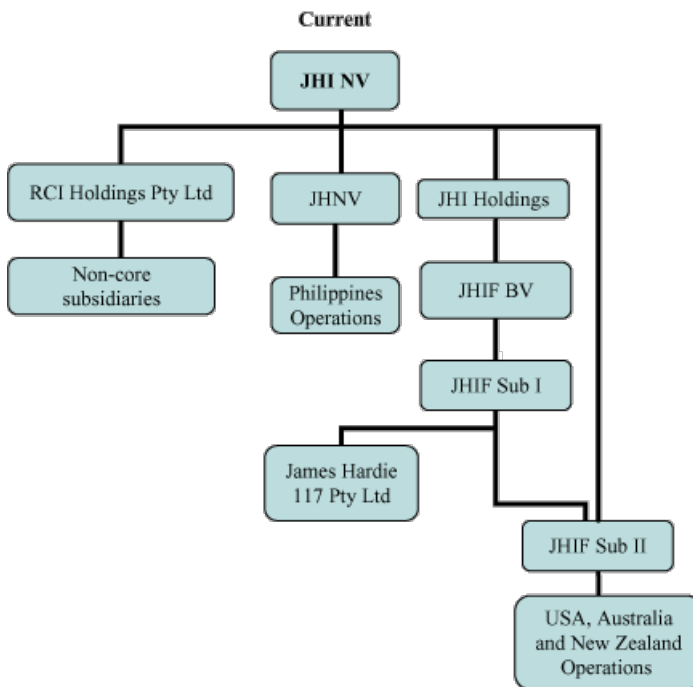 Current
JHI NV
RCI Holdings Pty Ltd
JHNV
JHI Holdings
Non-core
subsidiaries
Philippines
Operations
JHIF BV
JHIF Sub I
James Hardie
117 Pty Ltd
JHIF Sub II
USA, Australia
and New Zealand
Operations